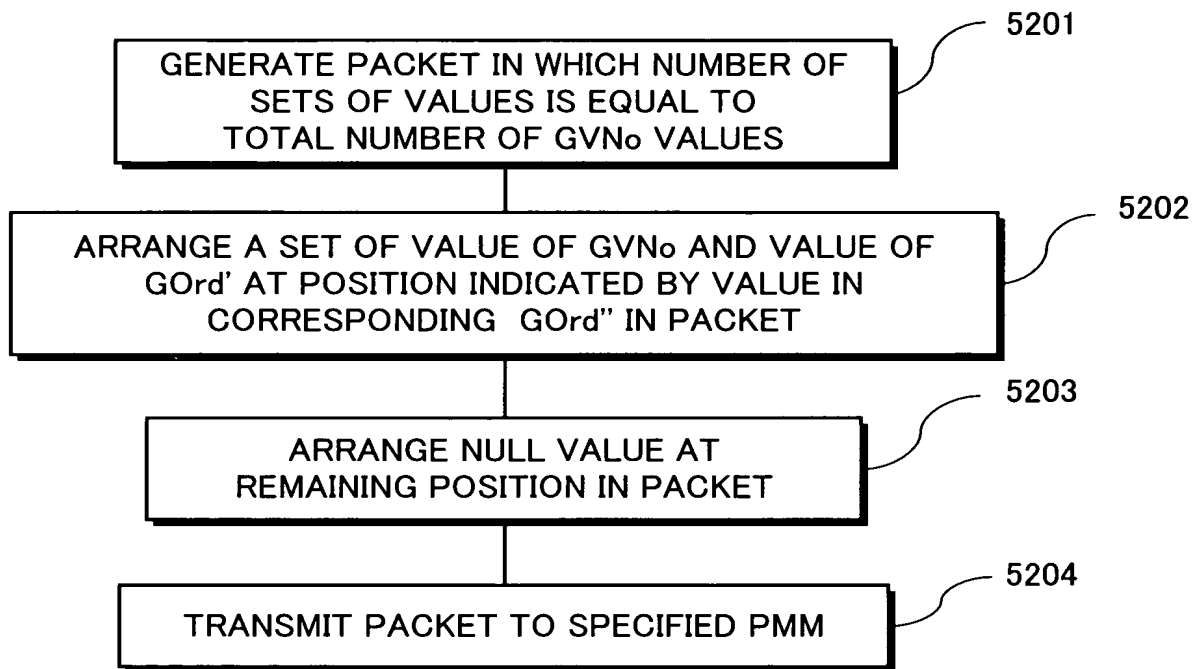 5201
GENERATE PACKET IN WHICH NUMBER OF
SETS OF VALUES IS EQUAL TO
TOTAL NUMBER OF GVNo VALUES
5202
ARRANGE A SET OF VALUE OF GVNo AND VALUE OF
GOrd' AT POSITION INDICATED BY VALUE IN
CORRESPONDING GOrd'' IN PACKET
5203
ARRANGE NULL VALUE AT
REMAINING POSITION IN PACKET
5204
TRANSMIT PACKET TO SPECIFIED PMM